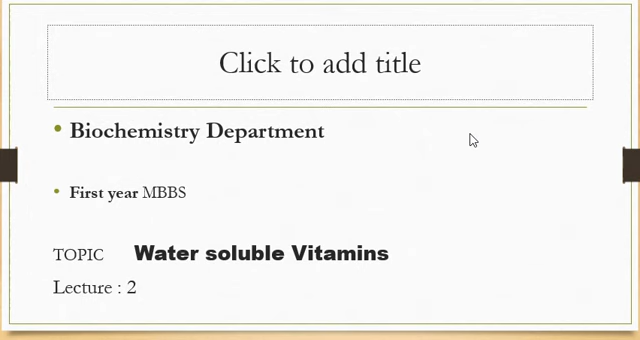 Click to add title
• Biochemistry Department
• First year MBBS
TOPIC Water soluble Vitamins
Lecture : 2